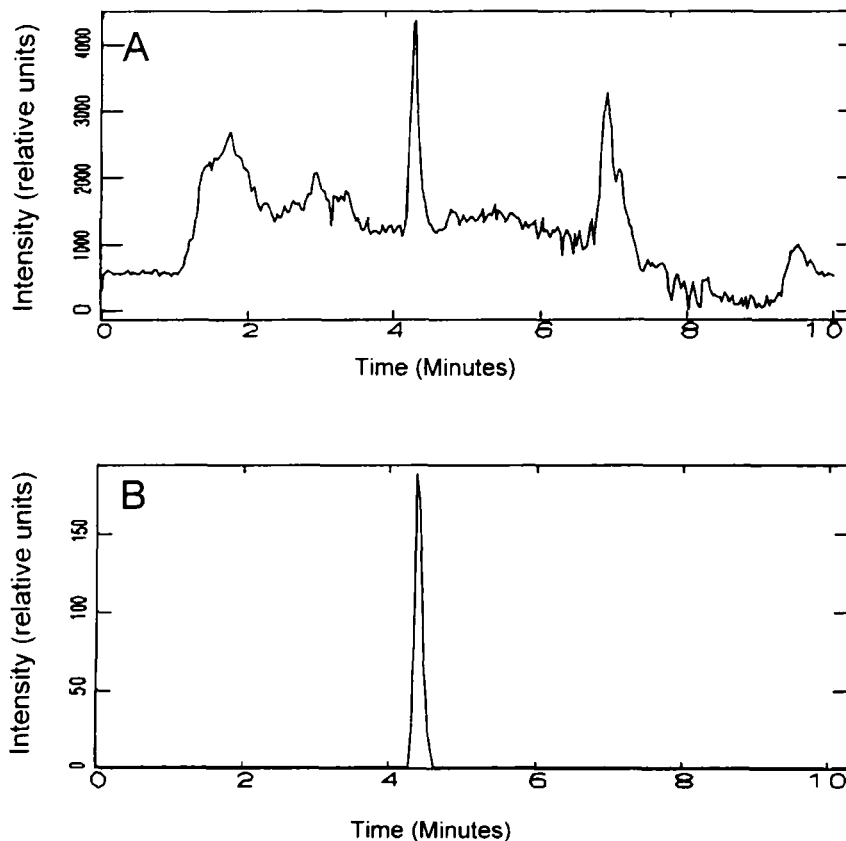 A
Intensity (relative units)
4000
3000
2000
1000
0
0 2 4 6 8 10
Time (Minutes)
B
Intensity (relative units)
150
100
50
0
0 2 4 6 8 10
Time (Minutes)